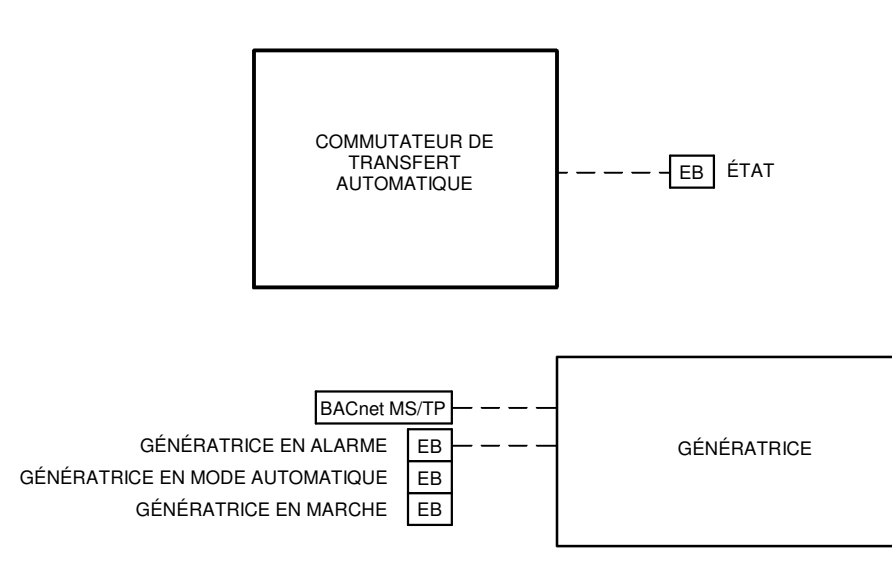 COMMUTATEUR DE
TRANSFERT
AUTOMATIQUE
EB ÉTAT
BACnet MS/TP
GÉNÉRATRICE EN ALARME EB
GÉNÉRATRICE
GÉNÉRATRICE EN MODE AUTOMATIQUE EB
GÉNÉRATRICE EN MARCHE EB